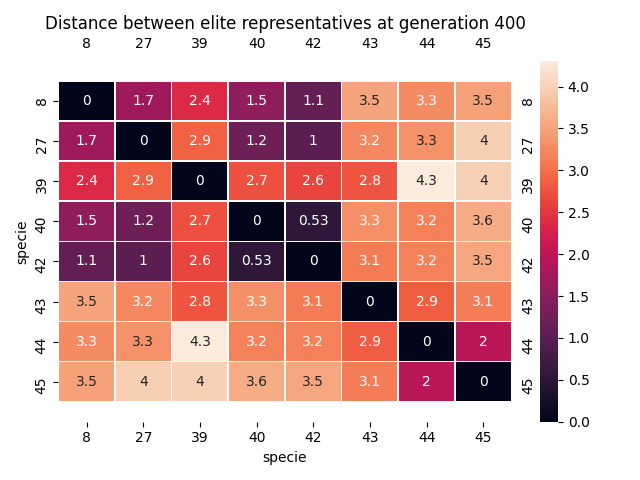 Distance between elite representatives at generation 400
8 27 39 40 42 43 44 45
8 0 1.7 2.4 1.5 1.1 3.5 3.3 3.5 8
27 1.7 0 2.9 1.2 1 3.2 3.3 4 27
39 2.4 2.9 0 2.7 2.6 2.8 4.3 4 39
40 1.5 1.2 2.7 0 0.53 3.3 3.2 3.6 40
42 1.1 1 2.6 0.53 0 3.1 3.2 3.5 42
43 3.5 3.2 2.8 3.3 3.1 0 2.9 3.1 43
44 3.3 3.3 4.3 3.2 3.2 2.9 0 2 44
45 3.5 4 4 3.6 3.5 3.1 2 0 45
8 27 39 40 42 43 44 45
specie
specie
4.0
3.5
3.0
2.5
2.0
1.5
1.0
0.5
0.0